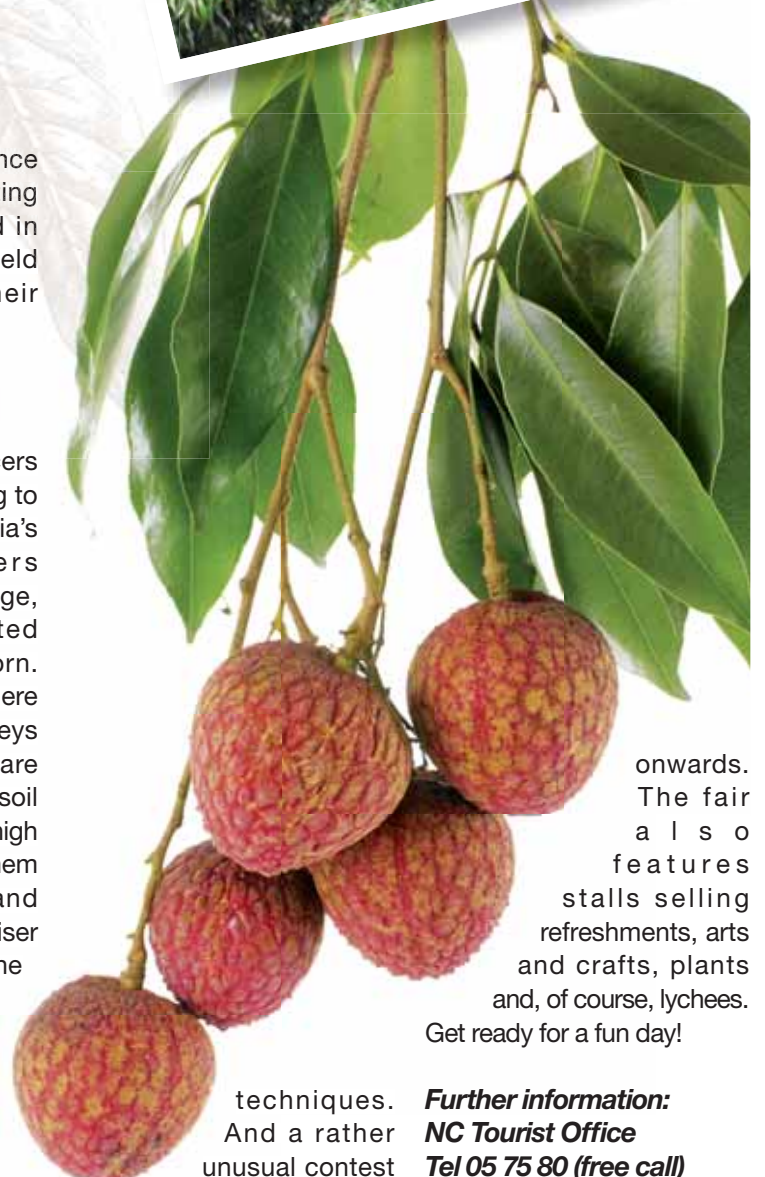 nce
ing
d in
eld
heir
ers
g to
ia's
ers
ge,
ted
orn.
ere
eys
are
soil
high
hem
and
iser
he
techniques.
And a rather
unusual contest
onwards.
The fair
also
features
stalls selling
refreshments, arts
and crafts, plants
and, of course, lychees.
Get ready for a fun day!
Further information:
NC Tourist Office
Tel 05 75 80 (free call)